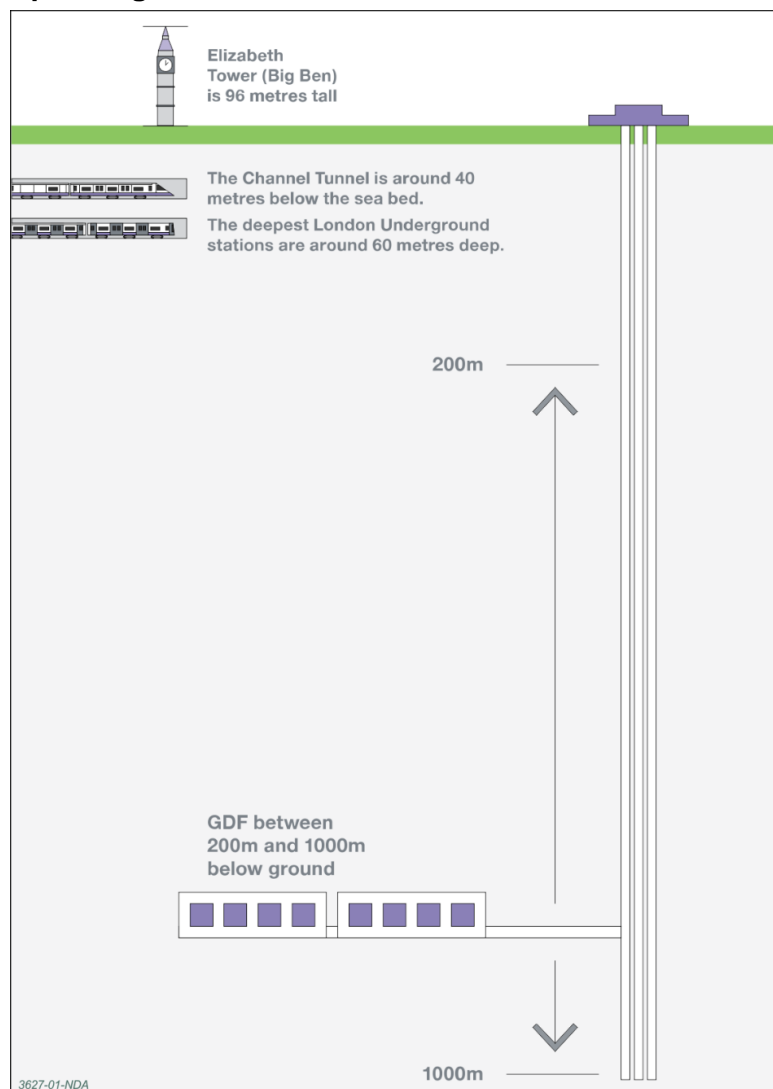 Elizabeth
Tower (Big Ben)
is 96 metres tall
The Channel Tunnel is around 40
metres below the sea bed.
The deepest London Underground
stations are around 60 metres deep.
200m
GDF between
200m and 1000m
below ground
1000m
3627-01-NDA